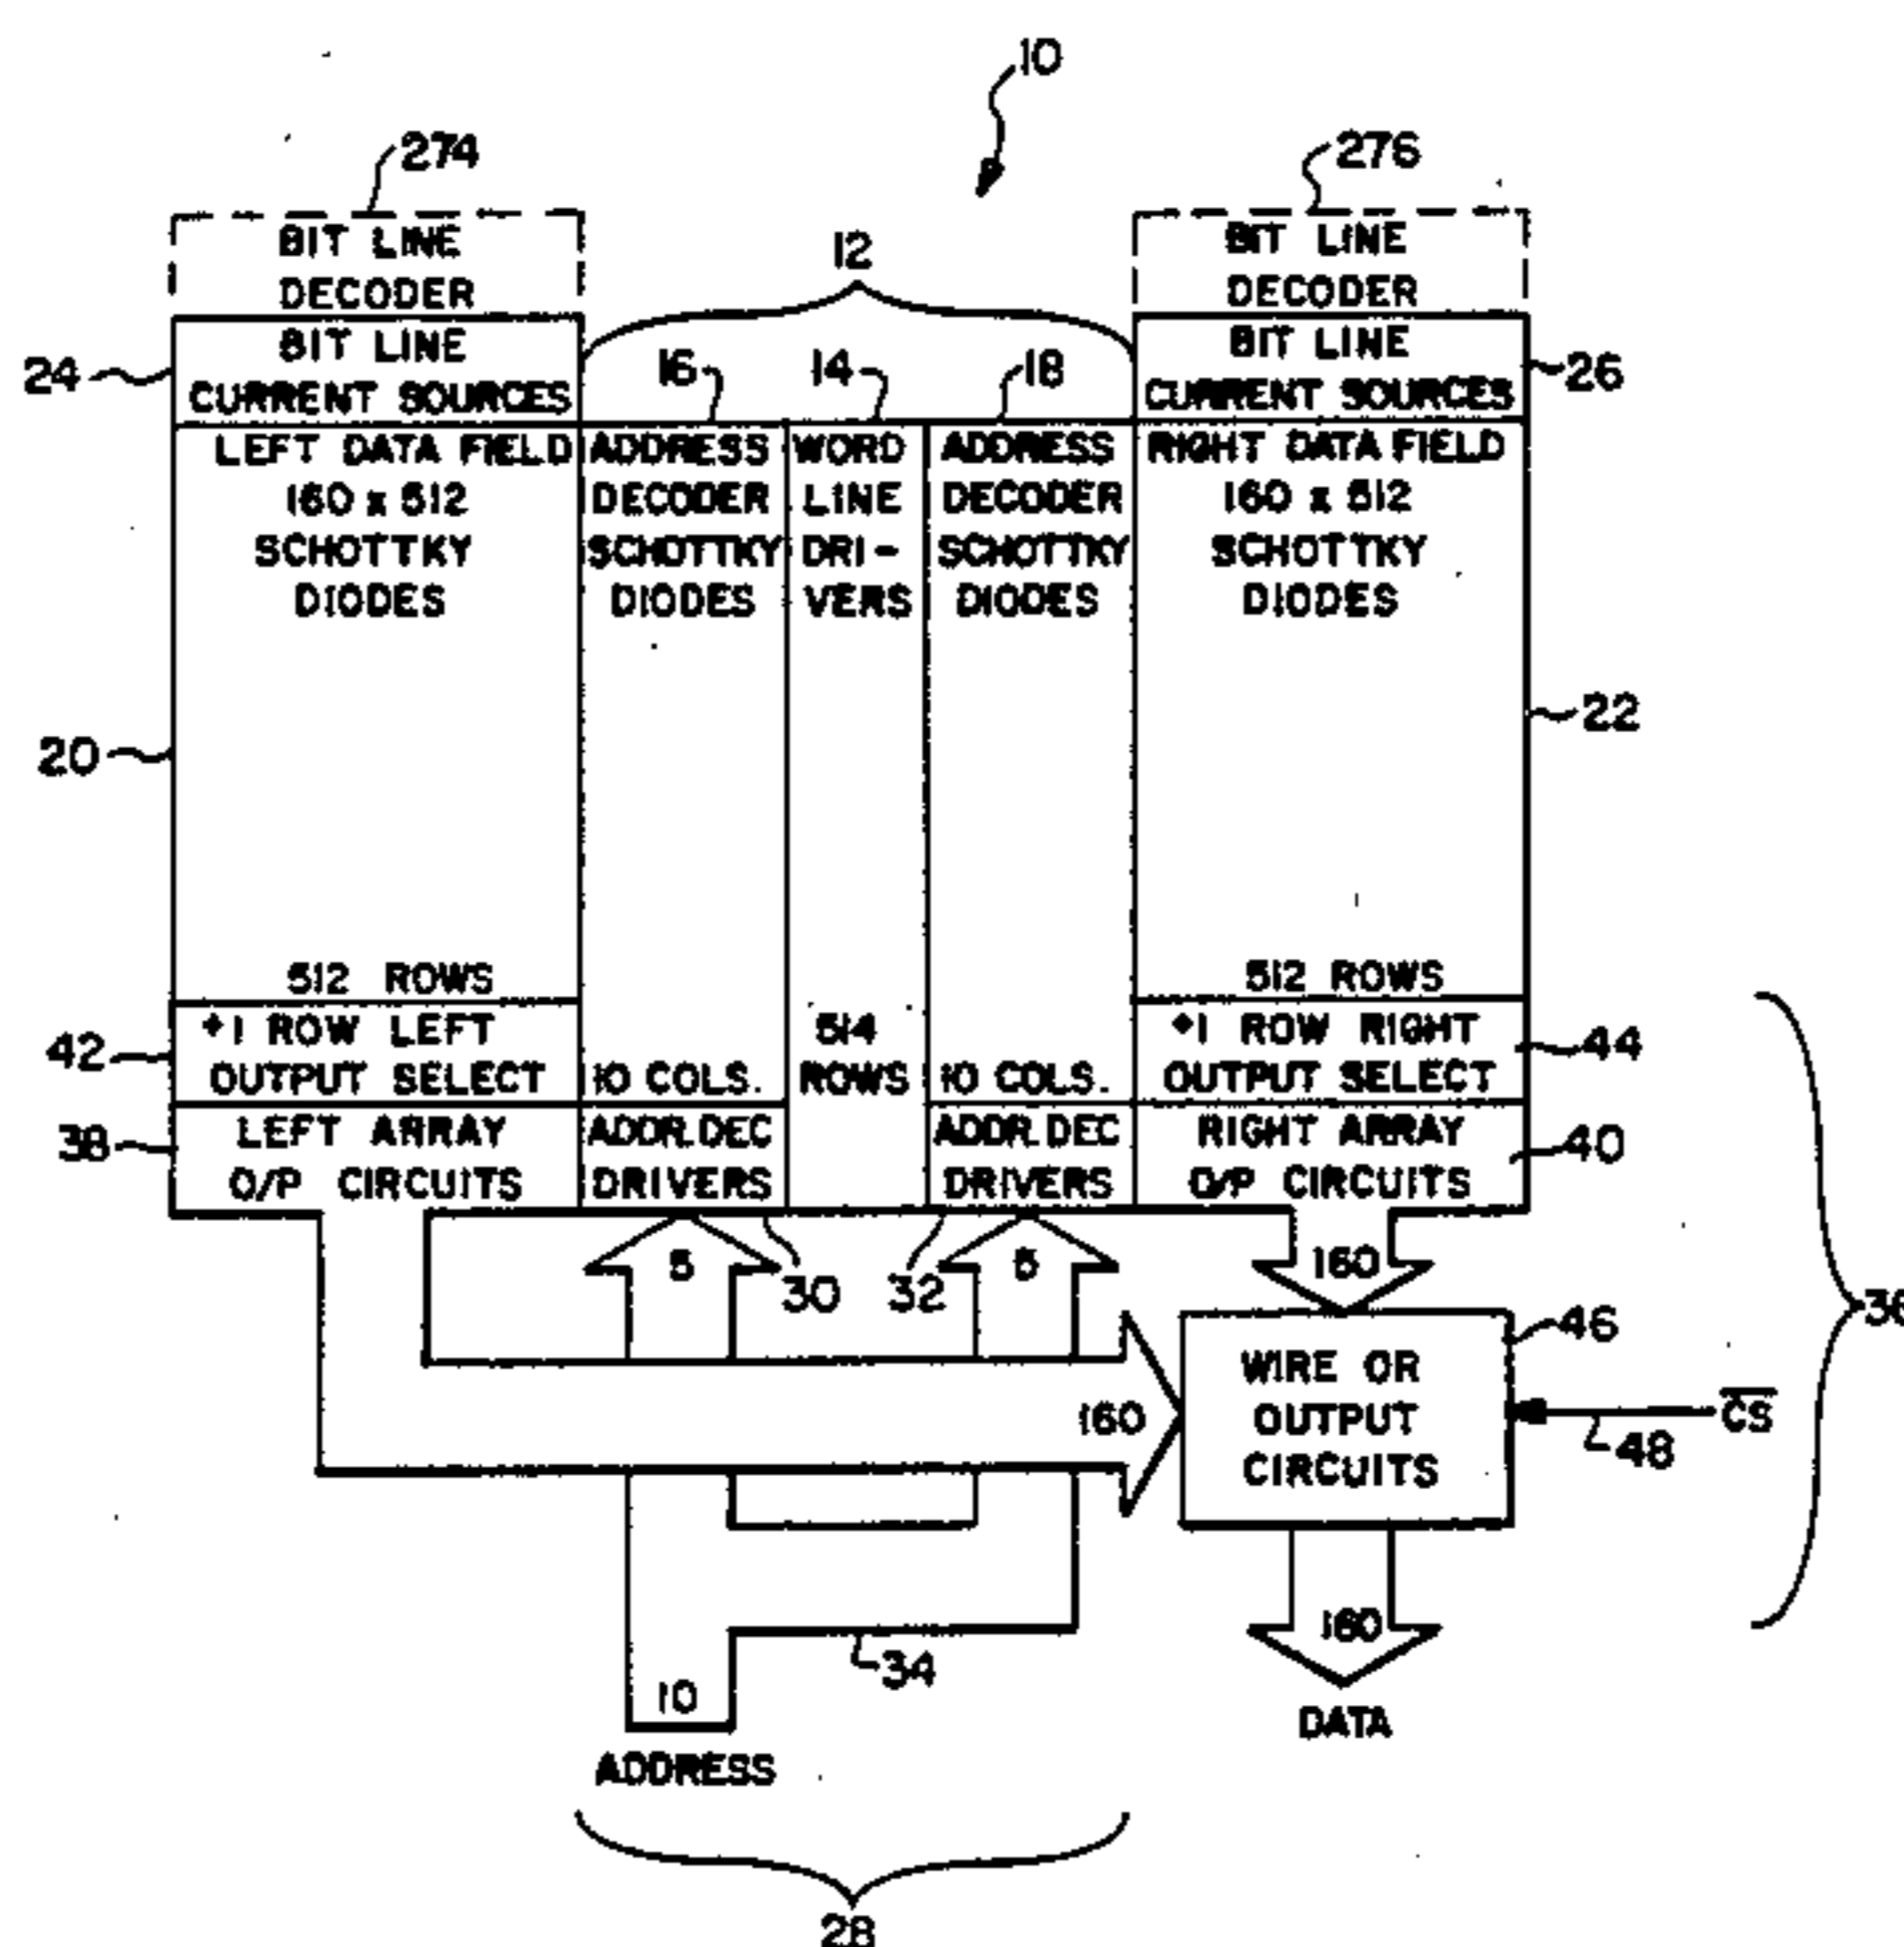 10
274
276
BIT LINE
DECODER
12
BIT LINE
DECODER
24
BIT LINE
CURRENT SOURCES
16
14
18
BIT LINE
CURRENT SOURCES
26
LEFT DATA FIELD
160 x 512
SCHOTTKY
DIODES
ADDRESS
DECODER
SCHOTTKY
DIODES
WORD
LINE
DRI-
VERS
ADDRESS
DECODER
SCHOTTKY
DIODES
RIGHT DATA FIELD
160 x 512
SCHOTTKY
DIODES
20
22
512 ROWS
512 ROWS
42
+1 ROW LEFT
OUTPUT SELECT
10 COLS.
514
ROWS
10 COLS.
+1 ROW RIGHT
OUTPUT SELECT
44
38
LEFT ARRAY
O/P CIRCUITS
ADDR. DEC
DRIVERS
ADDR. DEC
DRIVERS
RIGHT ARRAY
O/P CIRCUITS
40
5
30
32
5
160
36
46
WIRE OR
OUTPUT
CIRCUITS
160
CS
48
34
160
10
DATA
ADDRESS
28